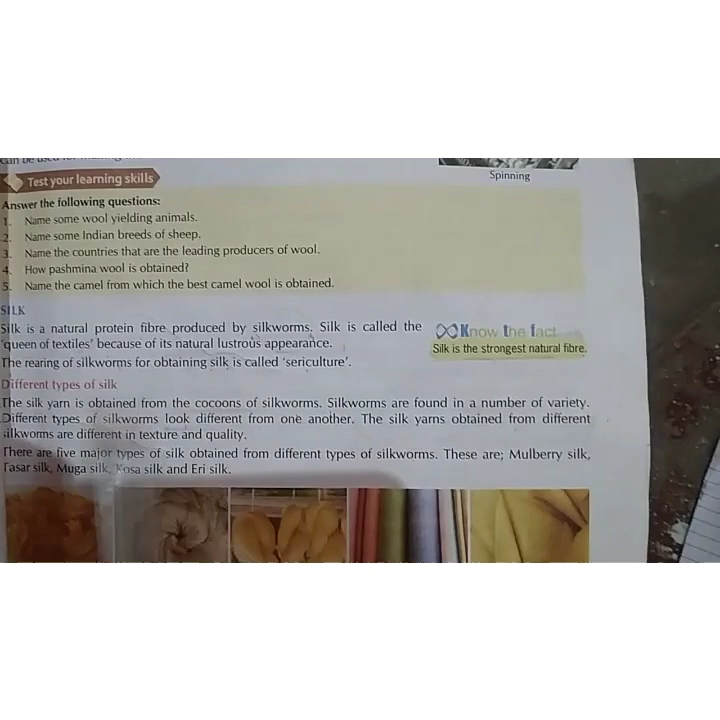 can be used for
Spinning
Test your learning skills
Answer the following questions:
1. Name some wool yielding animals.
2. Name some Indian breeds of sheep.
3. Name the countries that are the leading producers of wool.
4. How pashmina wool is obtained?
5. Name the camel from which the best camel wool is obtained.
SILK
Silk is a natural protein fibre produced by silkworms. Silk is called the
'queen of textiles' because of its natural lustrous appearance.
The rearing of silkworms for obtaining silk is called 'sericulture'.
Know the fact
Silk is the strongest natural fibre.
Different types of silk
The silk yarn is obtained from the cocoons of silkworms. Silkworms are found in a number of variety.
Different types of silkworms look different from one another. The silk yarns obtained from different
silkworms are different in texture and quality.
There are five major types of silk obtained from different types of silkworms. These are; Mulberry silk,
Tasar silk, Muga silk, Kosa silk and Eri silk.